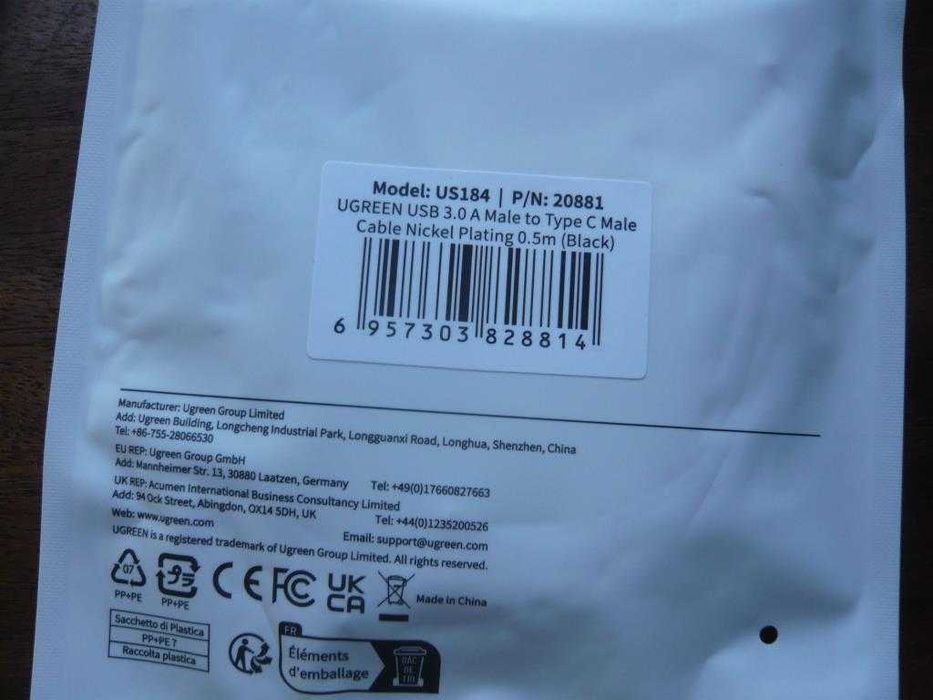 Model: US184 | P/N: 20881
UGREEN USB 3.0 A Male to Type C Male
Cable Nickel Plating 0.5m (Black)
6 957303 828814
Manufacturer: Ugreen Group Limited
Add: Ugreen Building, Longcheng Industrial Park, Longguanxi Road, Longhua, Shenzhen, China
Tel: +86-755-28066530
EU REP: Ugreen Group GmbH
Add: Mannheimer Str. 13, 30880 Laatzen, Germany Tel: +49(0)17660827663
UK REP: Acumen International Business Consultancy Limited
Add: 94 Ock Street, Abingdon, OX14 5DH, UK Tel: +44(0)1235200526
Web: www.ugreen.com Email: support@ugreen.com
UGREEN is a registered trademark of Ugreen Group Limited. All rights reserved.
07
PP+PE
プラ
PP+PE
CE FC UK CA
Made in China
Sacchetto di Plastica
PP+PE 7
Raccolta plastica
FR
Éléments
d'emballage
BAC
DE
TRI